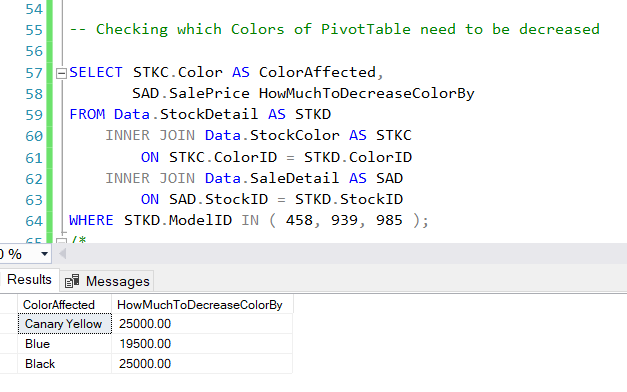 54
55 -- Checking which Colors of PivotTable need to be decreased
56
57 SELECT STKC.Color AS ColorAffected,
58 SAD.SalePrice HowMuchToDecreaseColorBy
59 FROM Data.StockDetail AS STKD
60 INNER JOIN Data.StockColor AS STKC
61 ON STKC.ColorID = STKD.ColorID
62 INNER JOIN Data.SaleDetail AS SAD
63 ON SAD.StockID = STKD.StockID
64 WHERE STKD.ModelID IN ( 458, 939, 985 );
65 /*
0 %
Results Messages
ColorAffected HowMuchToDecreaseColorBy
Canary Yellow 25000.00
Blue 19500.00
Black 25000.00